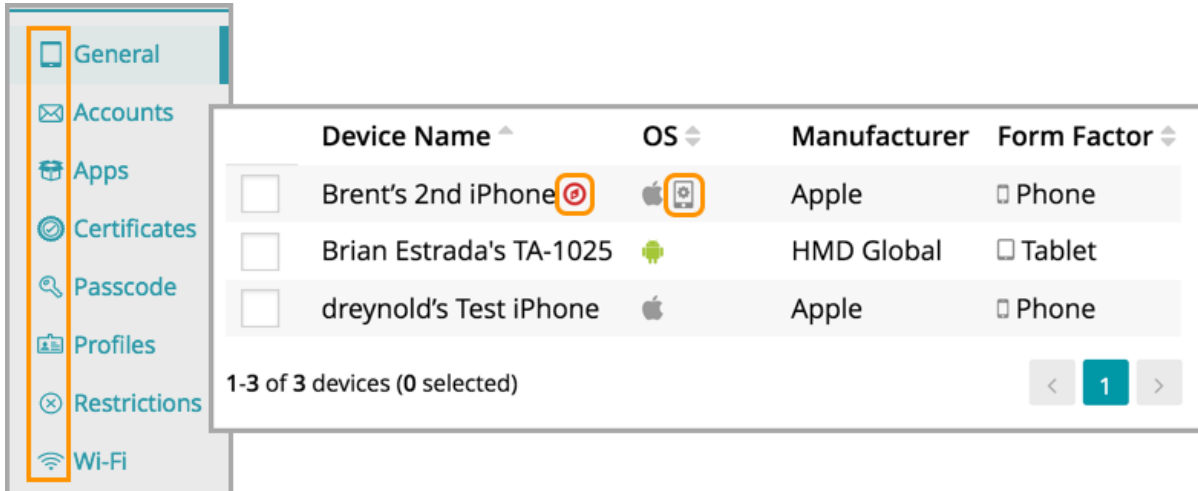 General
Accounts
Apps
Certificates
Passcode
Profiles
Restrictions
Wi-Fi
Device Name OS Manufacturer Form Factor
Brent’s 2nd iPhone Apple Phone
Brian Estrada's TA-1025 HMD Global Tablet
dreynold’s Test iPhone Apple Phone
1-3 of 3 devices (0 selected) < 1 >